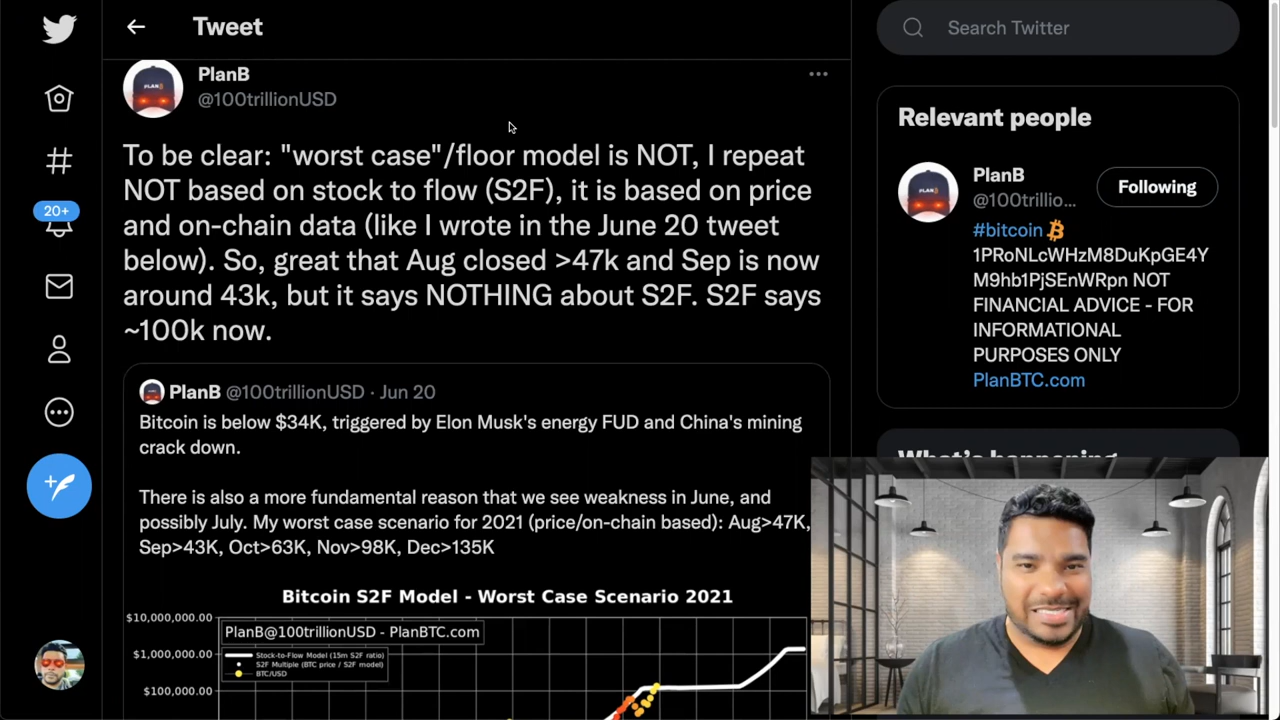 Tweet
Search Twitter
PlanB
@100trillionUSD
To be clear: "worst case"/floor model is NOT, I repeat
NOT based on stock to flow (S2F), it is based on price
and on-chain data (like I wrote in the June 20 tweet
below). So, great that Aug closed >47k and Sep is now
around 43k, but it says NOTHING about S2F. S2F says
~100k now.
PlanB @100trillionUSD · Jun 20
Bitcoin is below $34K, triggered by Elon Musk's energy FUD and China's mining
crack down.
There is also a more fundamental reason that we see weakness in June, and
possibly July. My worst case scenario for 2021 (price/on-chain based): Aug>47K,
Sep>43K, Oct>63K, Nov>98K, Dec>135K
Bitcoin S2F Model - Worst Case Scenario 2021
$10,000,000.00
PlanB@100trillionUSD - PlanBTC.com
$1,000,000.00
Stock-to-Flow Model (15m S2F ratio)
S2F Multiple (BTC price / S2F model)
BTC/USD
$100,000.00
20+
Relevant people
PlanB
@100trillio...
Following
#bitcoin
1PRoNLcWHzM8DuKpGE4Y
M9hb1PjSEnWRpn NOT
FINANCIAL ADVICE - FOR
INFORMATIONAL
PURPOSES ONLY
PlanBTC.com
What's happening